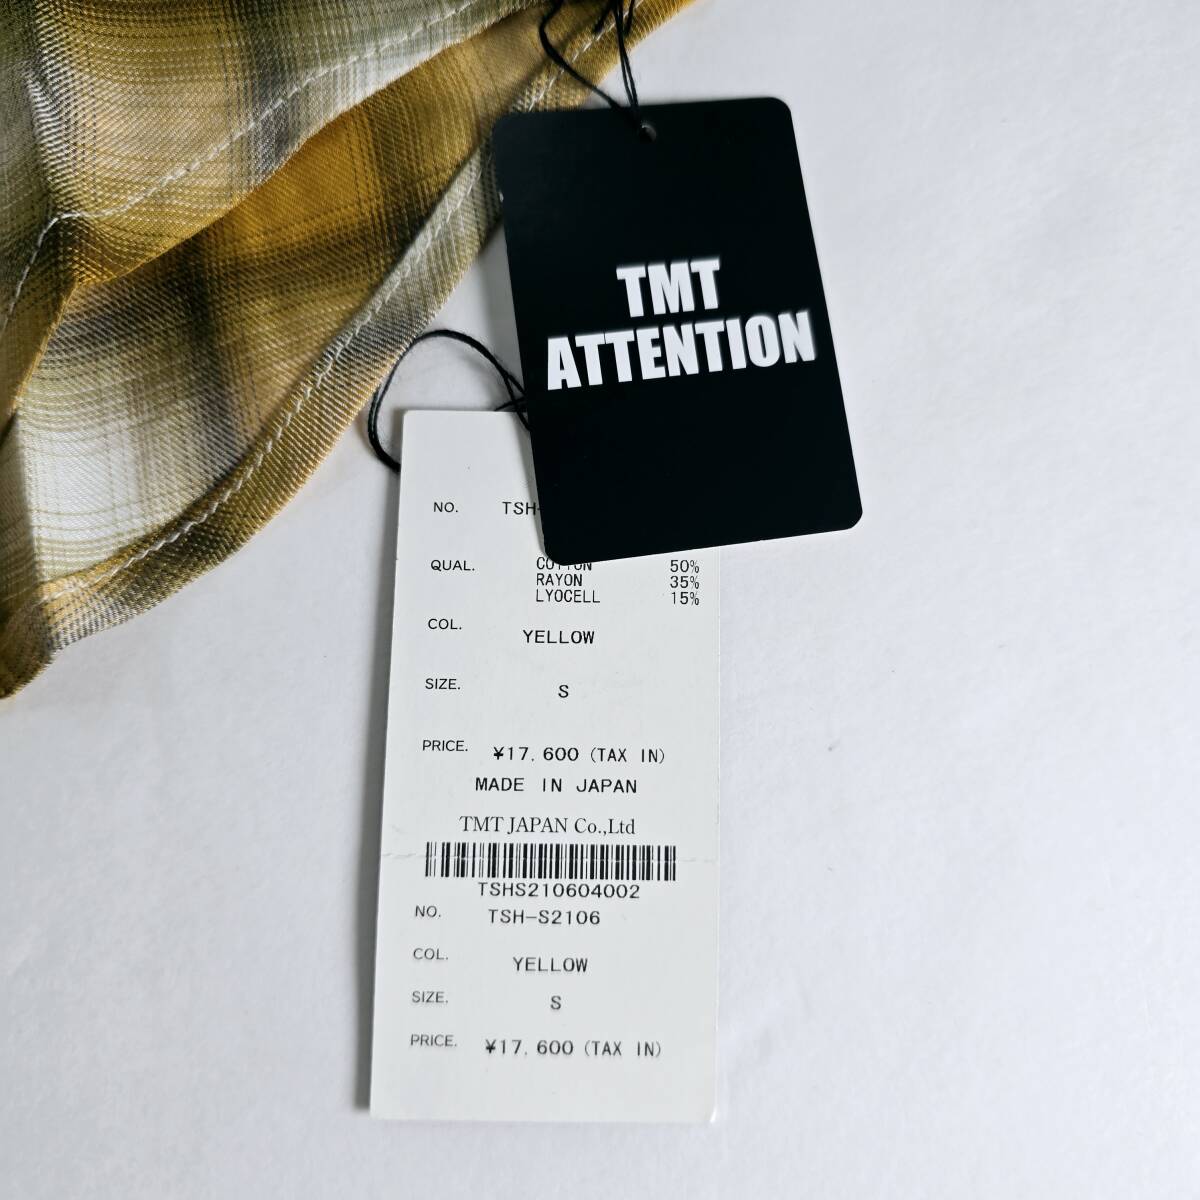 TMT
ATTENTION
NO. TSH-
QUAL. COTTON 50%
RAYON 35%
LYOCELL 15%
COL. YELLOW
SIZE. S
PRICE. ¥17,600 (TAX IN)
MADE IN JAPAN
TMT JAPAN Co.,Ltd
TSHS210604002
NO. TSH-S2106
COL. YELLOW
SIZE. S
PRICE. ¥17,600 (TAX IN)